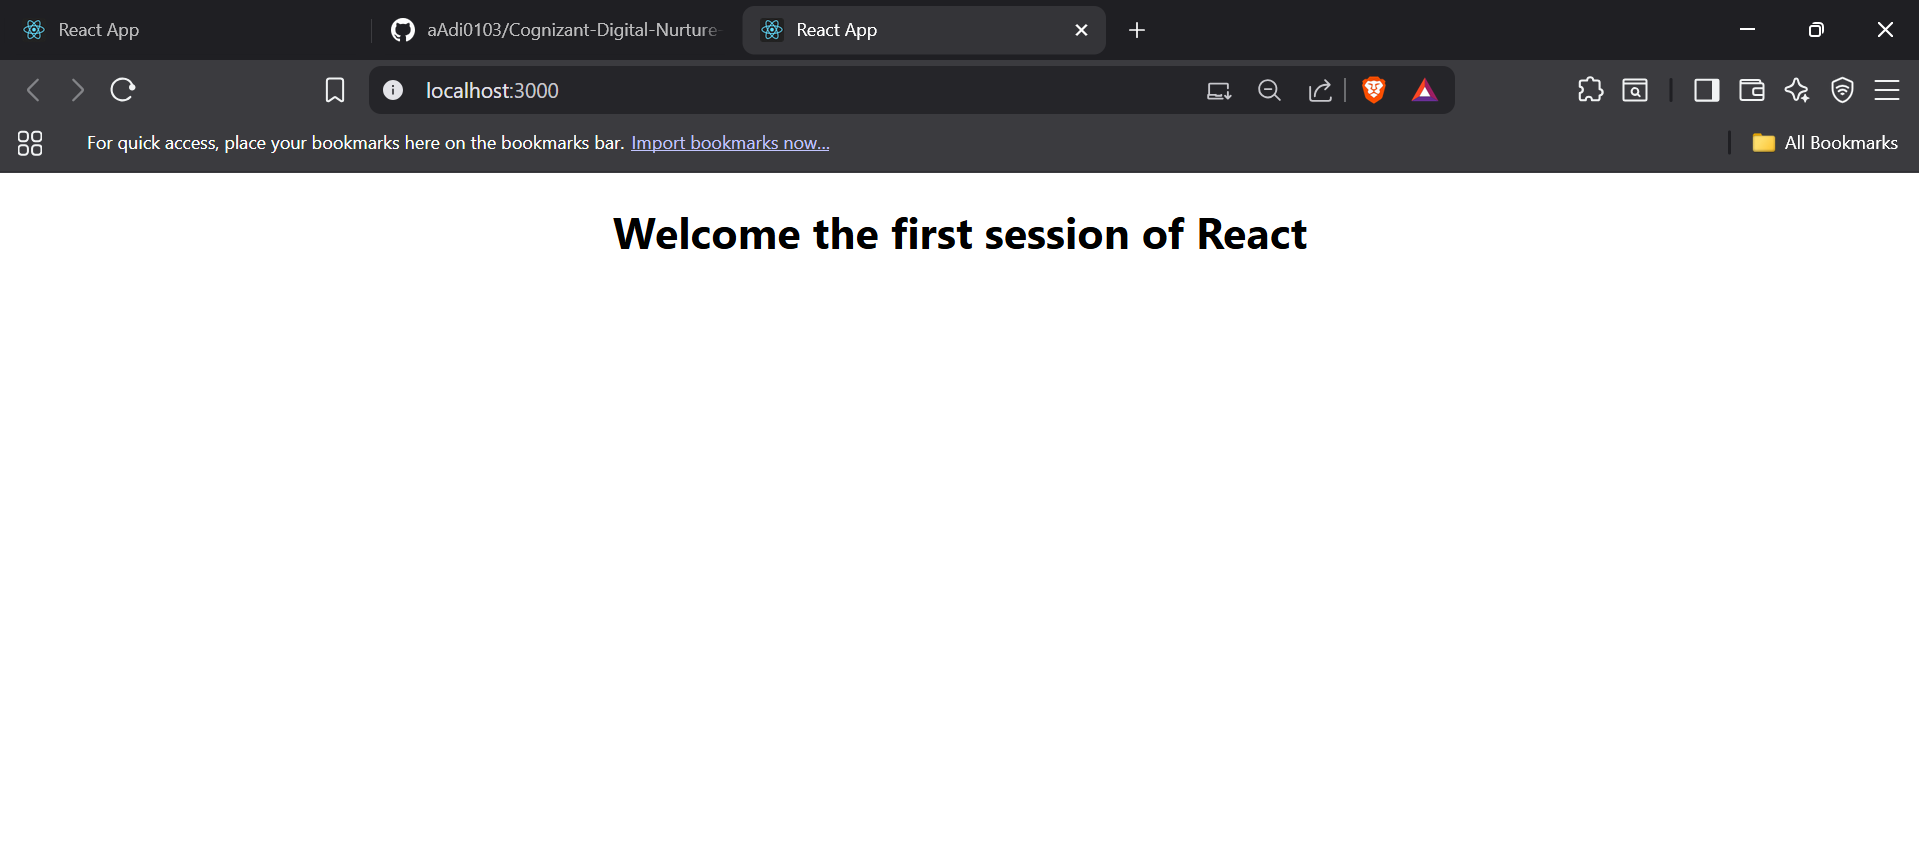 React App
aAdi0103/Cognizant-Digital-Nurture-
React App
localhost:3000
For quick access, place your bookmarks here on the bookmarks bar. Import bookmarks now...
All Bookmarks
Welcome the first session of React